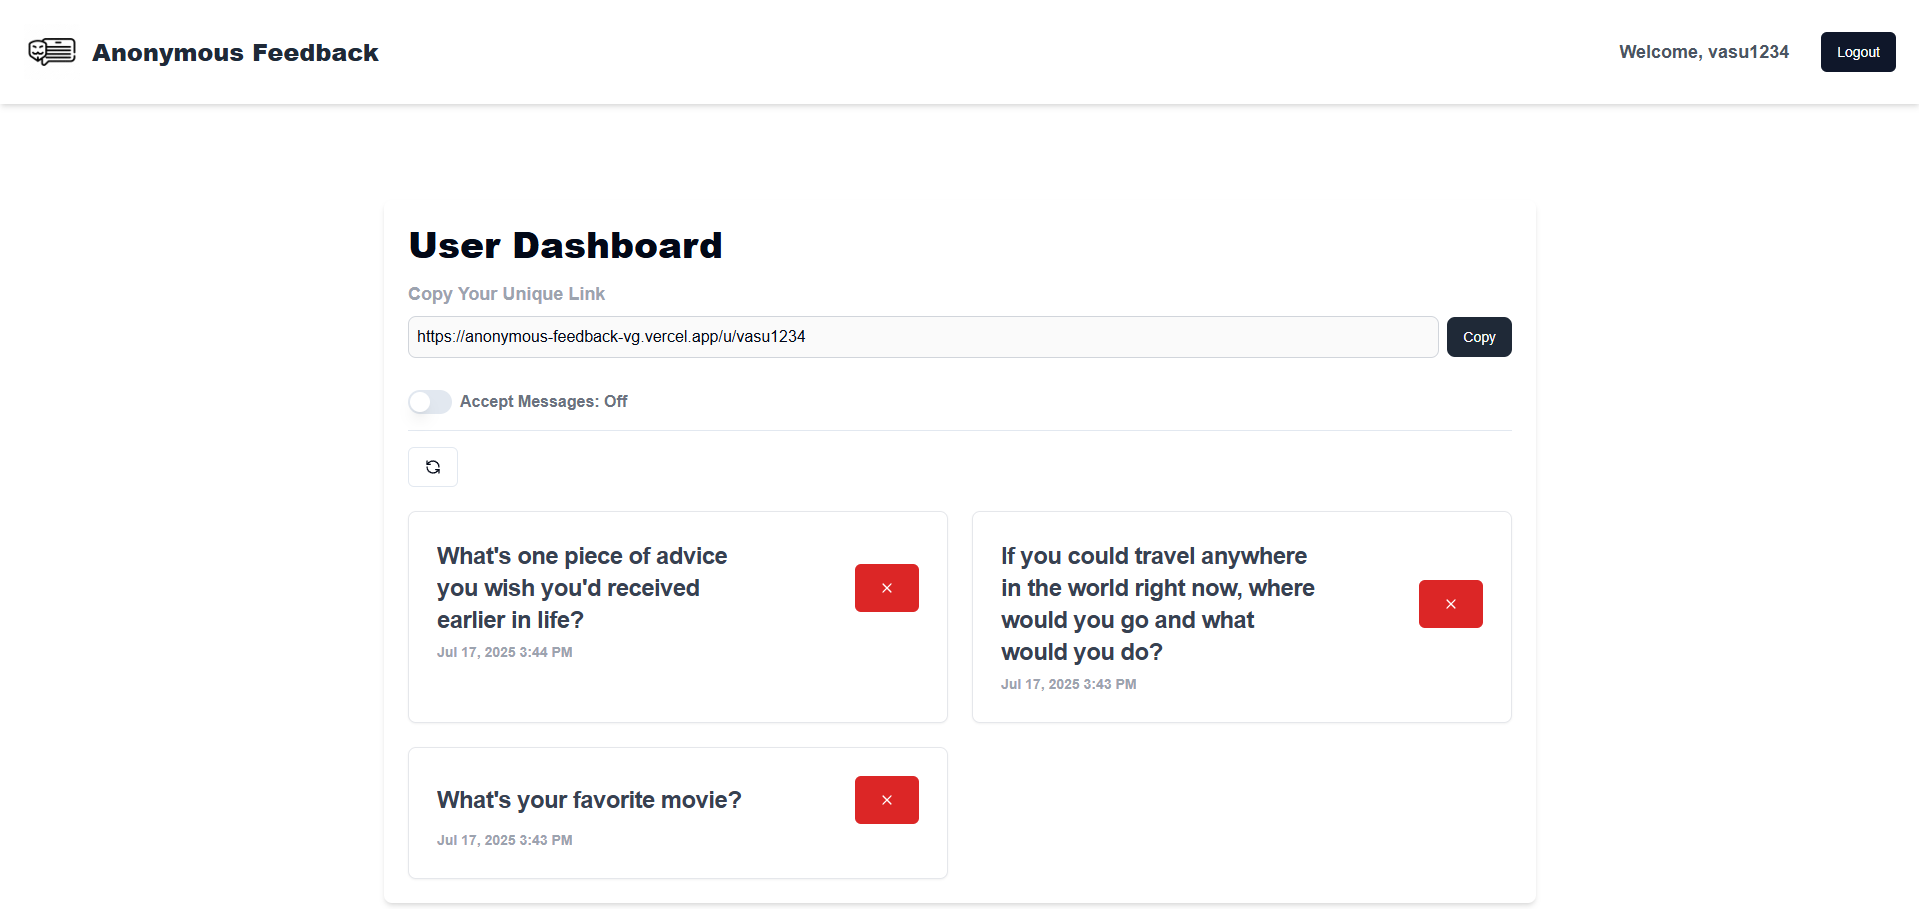 Anonymous Feedback
Welcome, vasu1234
Logout
User Dashboard
Copy Your Unique Link
https://anonymous-feedback-vg.vercel.app/u/vasu1234
Copy
Accept Messages: Off
What's one piece of advice
you wish you'd received
earlier in life?
Jul 17, 2025 3:44 PM
If you could travel anywhere
in the world right now, where
would you go and what
would you do?
Jul 17, 2025 3:43 PM
What's your favorite movie?
Jul 17, 2025 3:43 PM